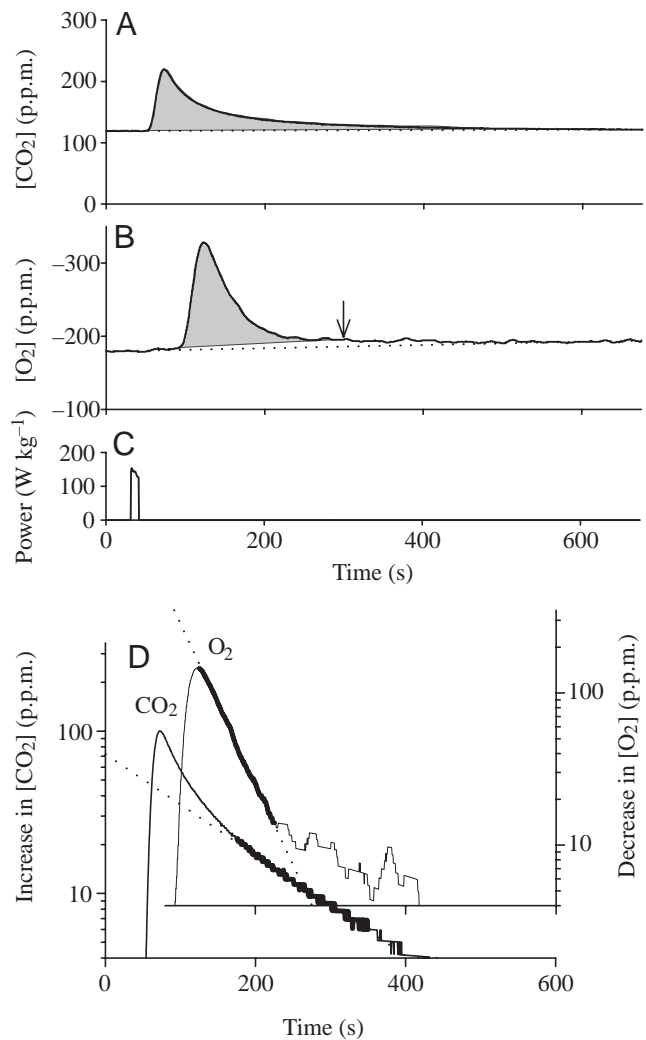 A
300
200
100
0
[CO2] (p.p.m.)
B
–300
–200
–100
[O2] (p.p.m.)
C
200
100
0
Power (W kg–1)
0 200 400 600
Time (s)
D
O2
CO2
100
10
Increase in [CO2] (p.p.m.)
100
10
Decrease in [O2] (p.p.m.)
0 200 400 600
Time (s)